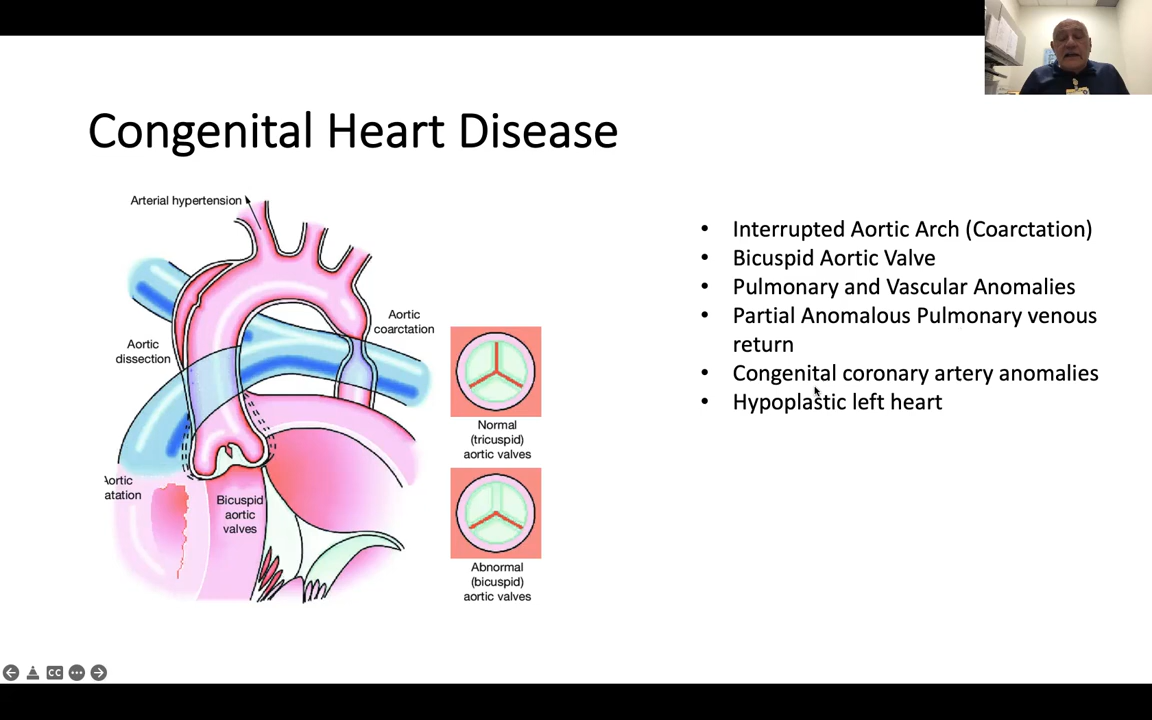 Congenital Heart Disease
Arterial hypertension
Aortic
coarctation
Aortic
dissection
Aortic
atation
Bicuspid
aortic
valves
Normal
(tricuspid)
aortic valves
Abnormal
(bicuspid)
aortic valves
• Interrupted Aortic Arch (Coarctation)
• Bicuspid Aortic Valve
• Pulmonary and Vascular Anomalies
• Partial Anomalous Pulmonary venous
return
• Congenital coronary artery anomalies
• Hypoplastic left heart
CC